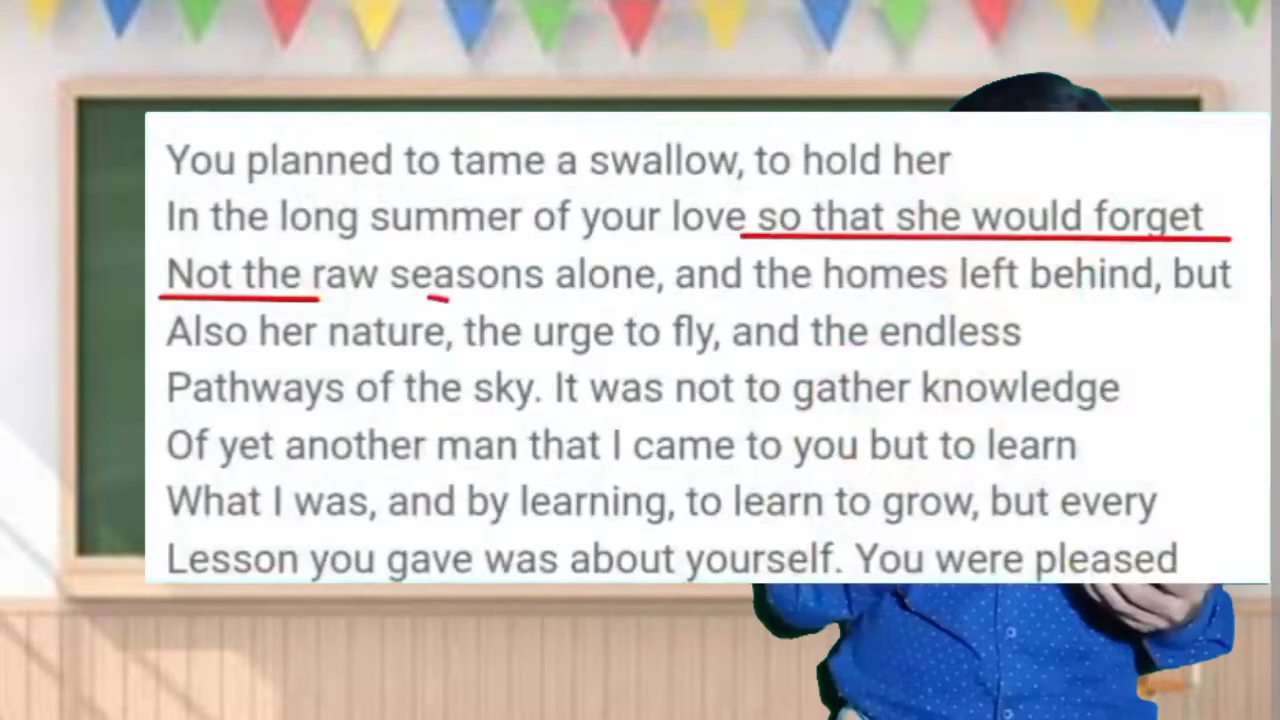 You planned to tame a swallow, to hold her
In the long summer of your love so that she would forget
Not the raw seasons alone, and the homes left behind, but
Also her nature, the urge to fly, and the endless
Pathways of the sky. It was not to gather knowledge
Of yet another man that I came to you but to learn
What I was, and by learning, to learn to grow, but every
Lesson you gave was about yourself. You were pleased